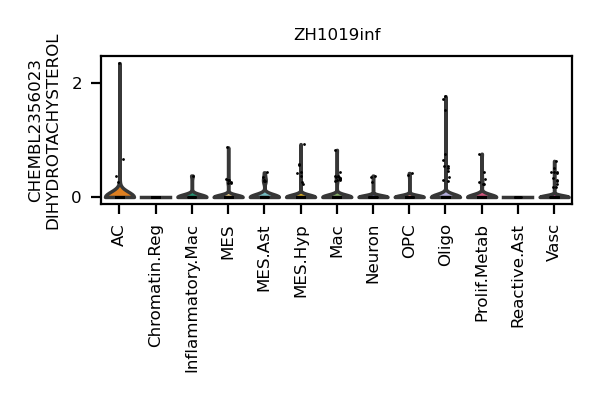 ZH1019inf
CHEMBL2356023
DIHYDROTACHYSTEROL
2
0
AC
Chromatin.Reg
Inflammatory.Mac
MES
MES.Ast
MES.Hyp
Mac
Neuron
OPC
Oligo
Prolif.Metab
Reactive.Ast
Vasc